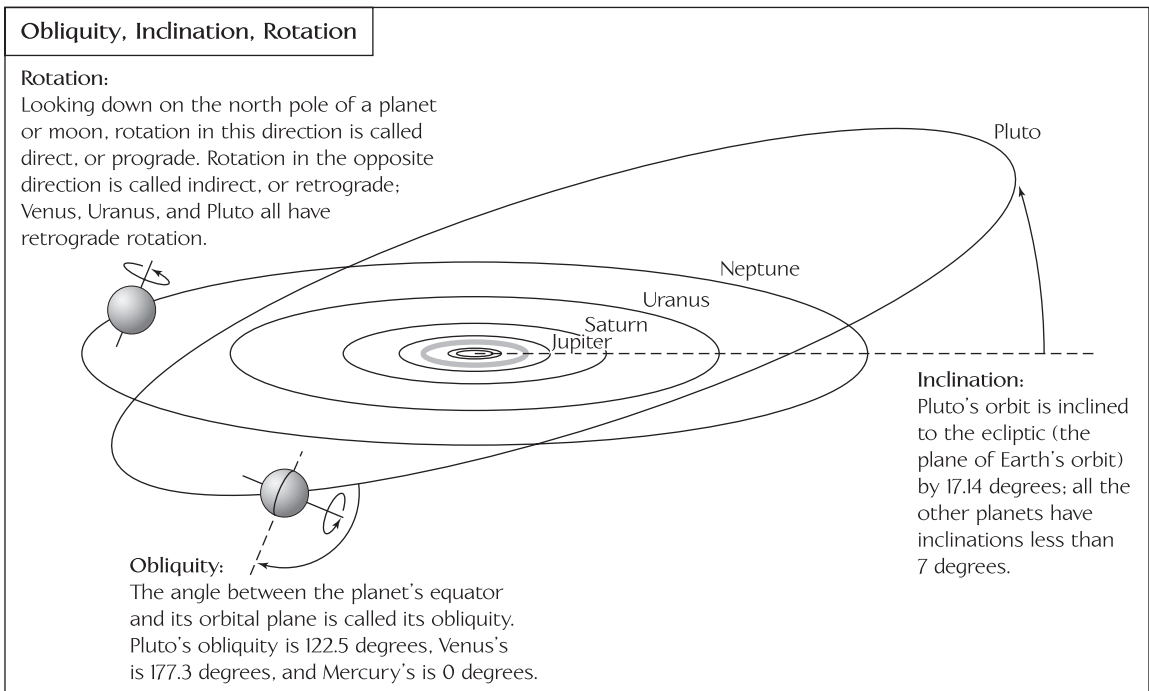 Obliquity, Inclination, Rotation
Rotation:
Looking down on the north pole of a planet
or moon, rotation in this direction is called
direct, or prograde. Rotation in the opposite
direction is called indirect, or retrograde;
Venus, Uranus, and Pluto all have
retrograde rotation.
Pluto
Neptune
Uranus
Saturn
Jupiter
Inclination:
Pluto's orbit is inclined
to the ecliptic (the
plane of Earth's orbit)
by 17.14 degrees; all the
other planets have
inclinations less than
7 degrees.
Obliquity:
The angle between the planet's equator
and its orbital plane is called its obliquity.
Pluto's obliquity is 122.5 degrees, Venus's
is 177.3 degrees, and Mercury's is 0 degrees.